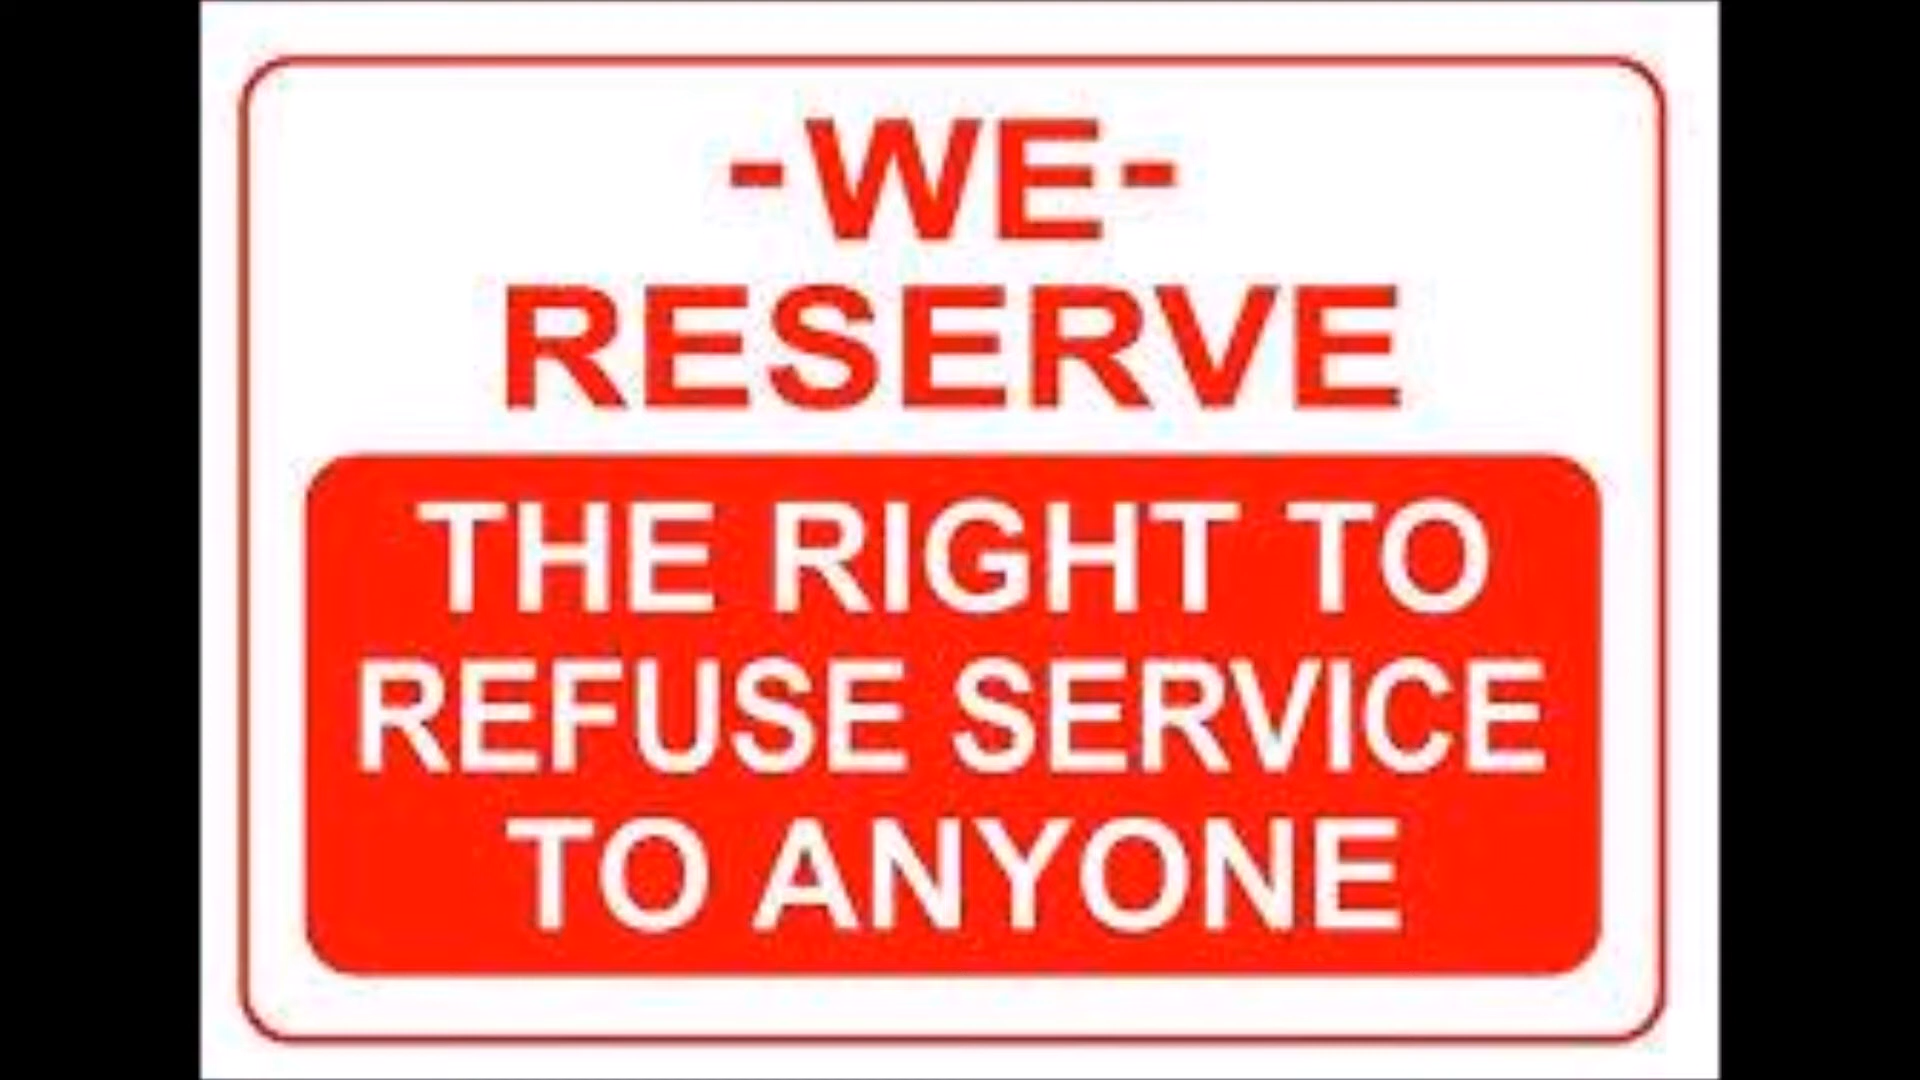 -WE-
RESERVE
THE RIGHT TO
REFUSE SERVICE
TO ANYONE